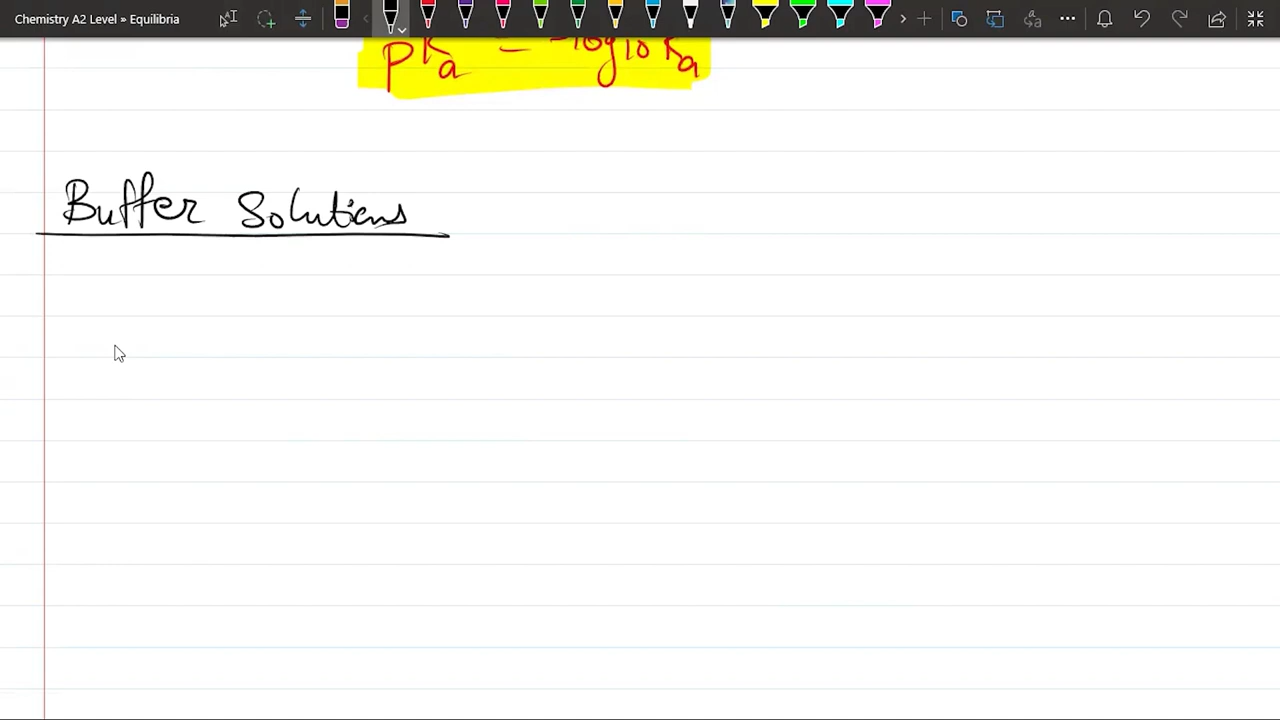 Chemistry A2 Level » Equilibria
pKa = -log10 Ka
Buffer Solutions